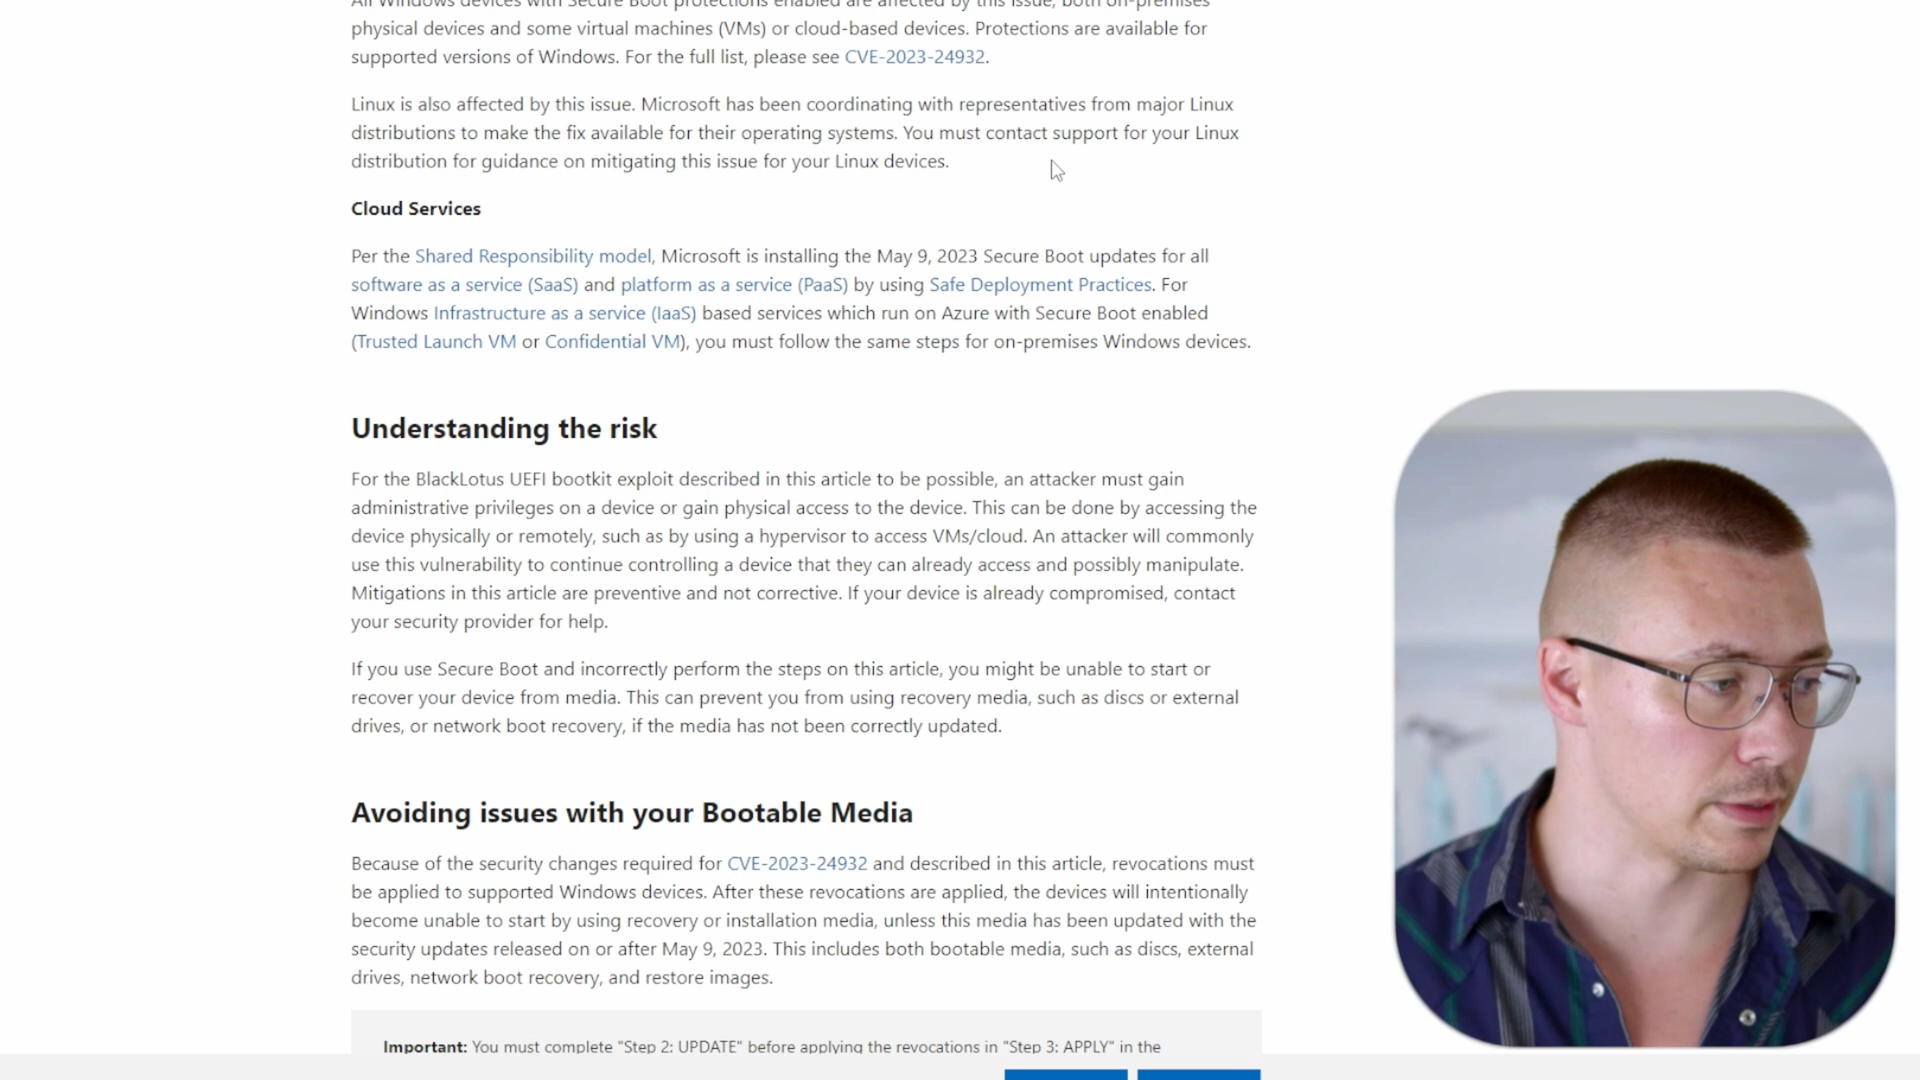 All Windows devices with Secure Boot protections enabled are affected by this issue, both on-premises
physical devices and some virtual machines (VMs) or cloud-based devices. Protections are available for
supported versions of Windows. For the full list, please see CVE-2023-24932.
Linux is also affected by this issue. Microsoft has been coordinating with representatives from major Linux
distributions to make the fix available for their operating systems. You must contact support for your Linux
distribution for guidance on mitigating this issue for your Linux devices.
Cloud Services
Per the Shared Responsibility model, Microsoft is installing the May 9, 2023 Secure Boot updates for all
software as a service (SaaS) and platform as a service (PaaS) by using Safe Deployment Practices. For
Windows Infrastructure as a service (IaaS) based services which run on Azure with Secure Boot enabled
(Trusted Launch VM or Confidential VM), you must follow the same steps for on-premises Windows devices.
Understanding the risk
For the BlackLotus UEFI bootkit exploit described in this article to be possible, an attacker must gain
administrative privileges on a device or gain physical access to the device. This can be done by accessing the
device physically or remotely, such as by using a hypervisor to access VMs/cloud. An attacker will commonly
use this vulnerability to continue controlling a device that they can already access and possibly manipulate.
Mitigations in this article are preventive and not corrective. If your device is already compromised, contact
your security provider for help.
If you use Secure Boot and incorrectly perform the steps on this article, you might be unable to start or
recover your device from media. This can prevent you from using recovery media, such as discs or external
drives, or network boot recovery, if the media has not been correctly updated.
Avoiding issues with your Bootable Media
Because of the security changes required for CVE-2023-24932 and described in this article, revocations must
be applied to supported Windows devices. After these revocations are applied, the devices will intentionally
become unable to start by using recovery or installation media, unless this media has been updated with the
security updates released on or after May 9, 2023. This includes both bootable media, such as discs, external
drives, network boot recovery, and restore images.
Important: You must complete "Step 2: UPDATE" before applying the revocations in "Step 3: APPLY" in the